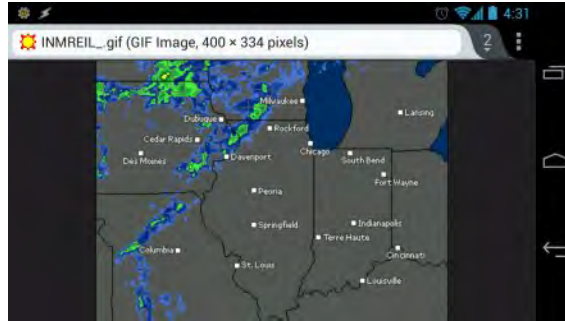 4:31
INMREIL_.gif (GIF Image, 400 × 334 pixels)
2
Milwaukee
Lansing
Dubuque
Rockford
Cedar Rapids
Chicago
Des Moines
Davenport
South Bend
Fort Wayne
Peoria
Springfield
Indianapolis
Terre Haute
Columbia
Cincinnati
St. Louis
Louisville